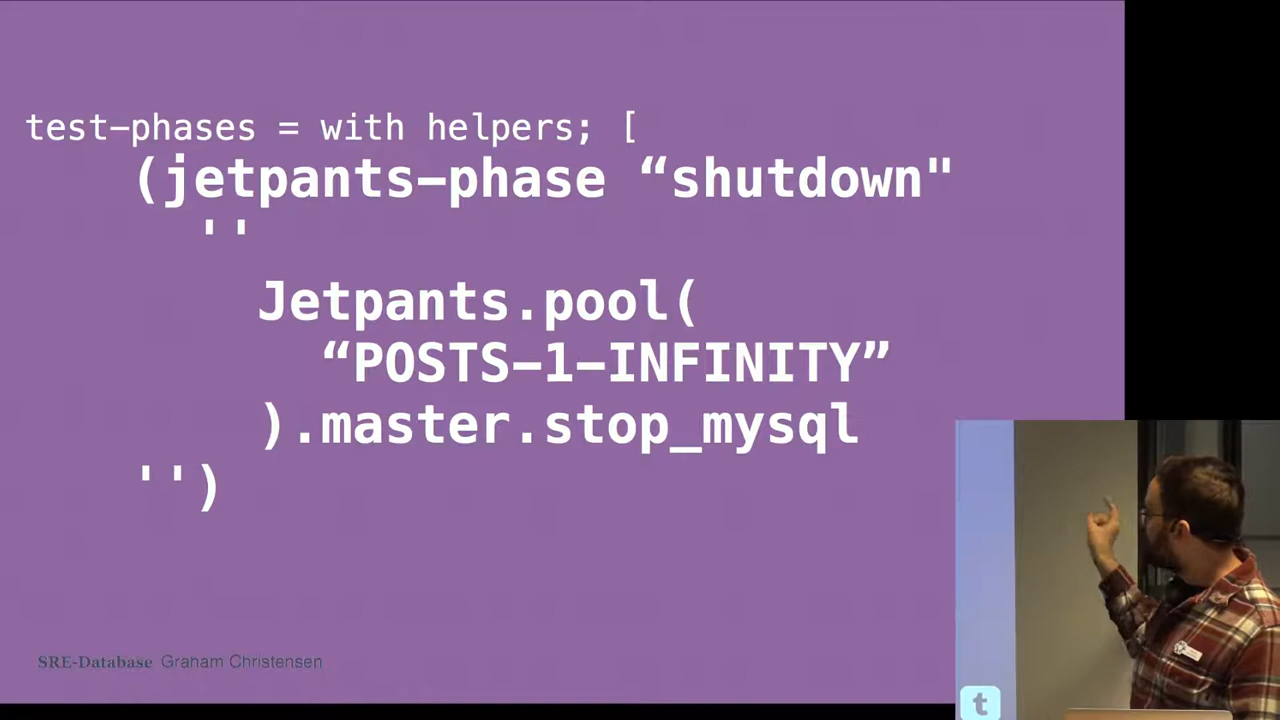 test-phases = with helpers; [
(jetpants-phase “shutdown"
''
Jetpants.pool(
“POSTS-1-INFINITY”
).master.stop_mysql
'')
SRE-Database Graham Christensen
t